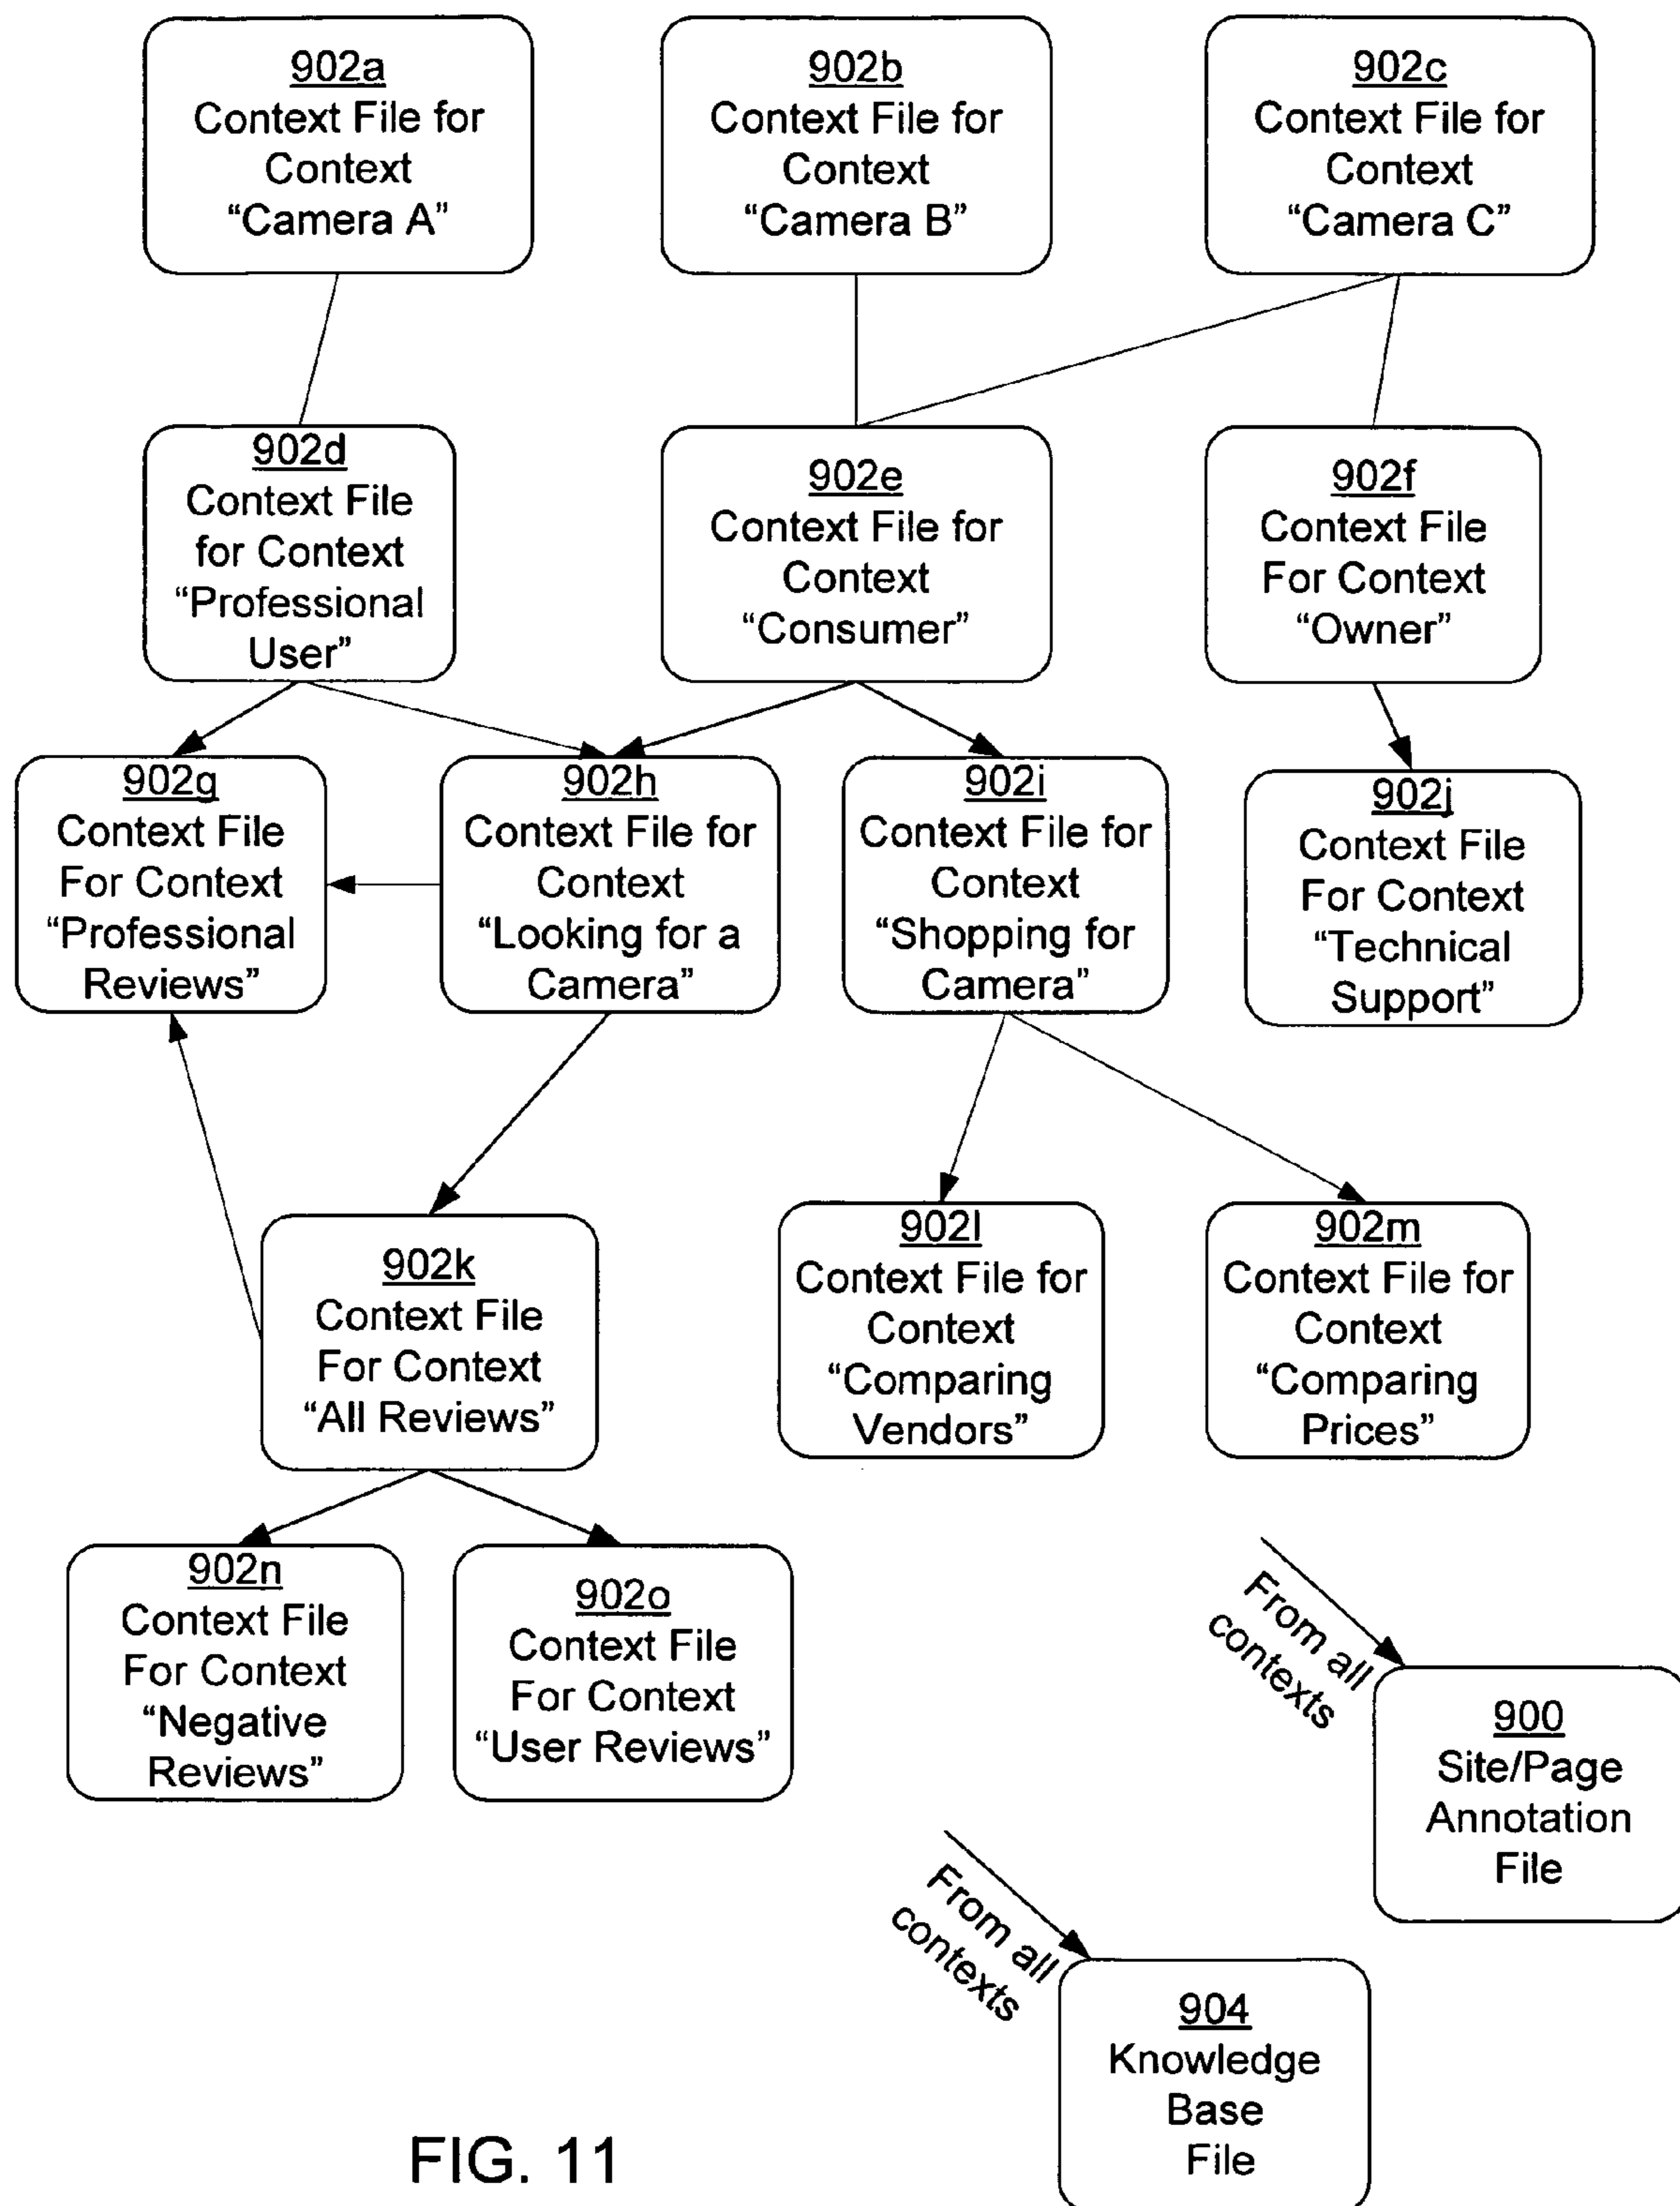 902a
Context File for
Context
“Camera A”
902b
Context File for
Context
“Camera B”
902c
Context File for
Context
“Camera C”
902d
Context File
for Context
“Professional
User”
902e
Context File for
Context
“Consumer”
902f
Context File
For Context
“Owner”
902g
Context File
For Context
“Professional
Reviews”
902h
Context File for
Context
“Looking for a
Camera”
902i
Context File for
Context
“Shopping for
Camera”
902j
Context File
For Context
“Technical
Support”
902k
Context File
For Context
“All Reviews”
902l
Context File for
Context
“Comparing
Vendors”
902m
Context File for
Context
“Comparing
Prices”
902n
Context File
For Context
“Negative
Reviews”
902o
Context File
For Context
“User Reviews”
From all
contexts
900
Site/Page
Annotation
File
From all
contexts
904
Knowledge
Base
File
FIG. 11